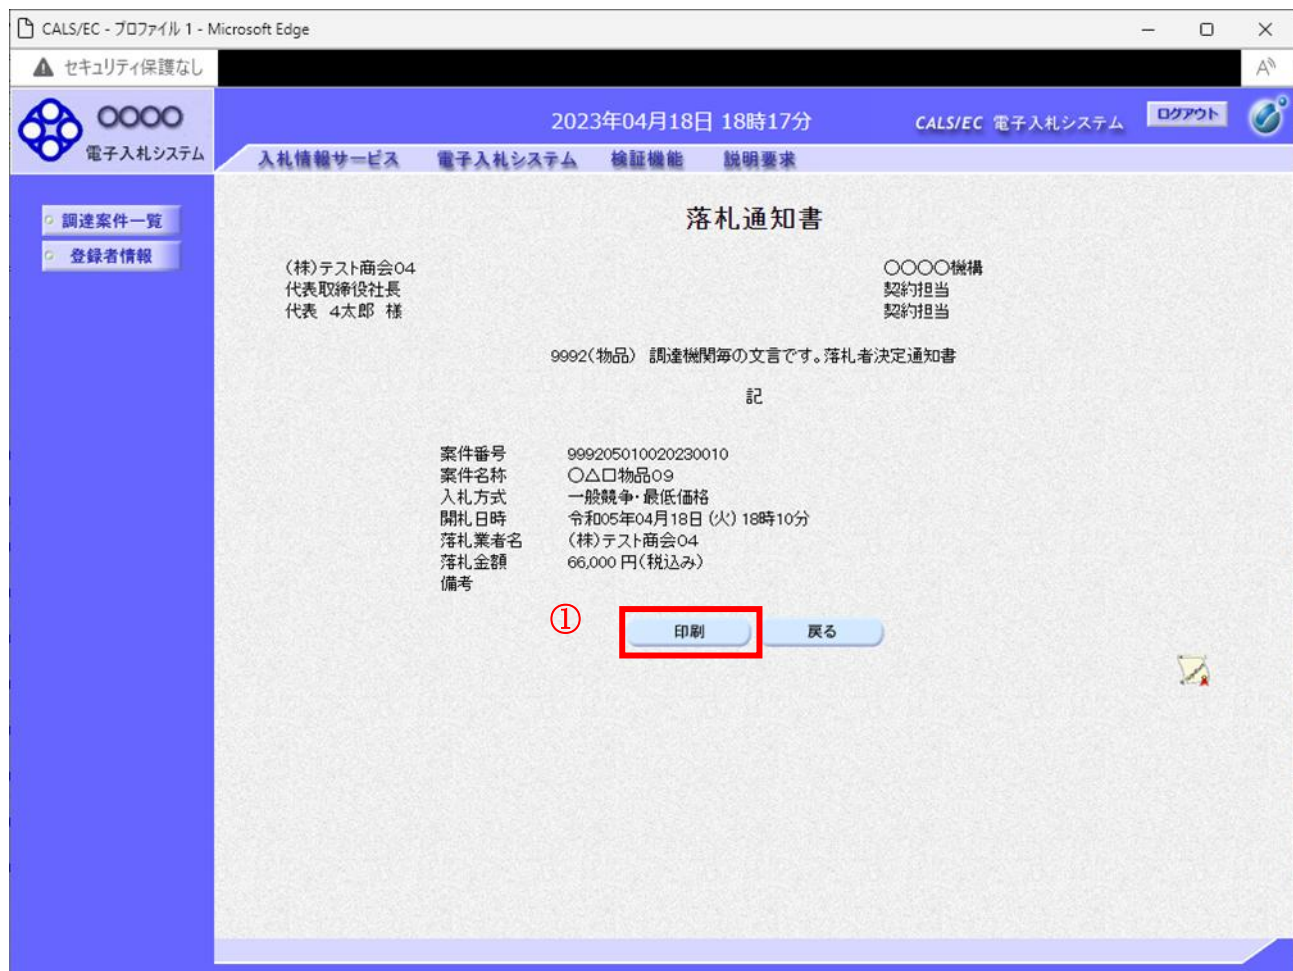 CALS/EC - プロファイル 1 - Microsoft Edge
セキュリティ保護なし
〇〇〇〇
電子入札システム
2023年04月18日 18時17分
CALS/EC 電子入札システム
ログアウト
入札情報サービス 電子入札システム 検証機能 説明要求
調達案件一覧
登録者情報
落札通知書
(株)テスト商会04
代表取締役社長
代表 4太郎 様
〇〇〇〇機構
契約担当
契約担当
9992(物品) 調達機関毎の文言です。落札者決定通知書
記
案件番号 999205010020230010
案件名称 〇△口物品09
入札方式 一般競争・最低価格
開札日時 令和05年04月18日 (火) 18時10分
落札業者名 (株)テスト商会04
落札金額 66,000 円(税込み)
備考
①
印刷 戻る